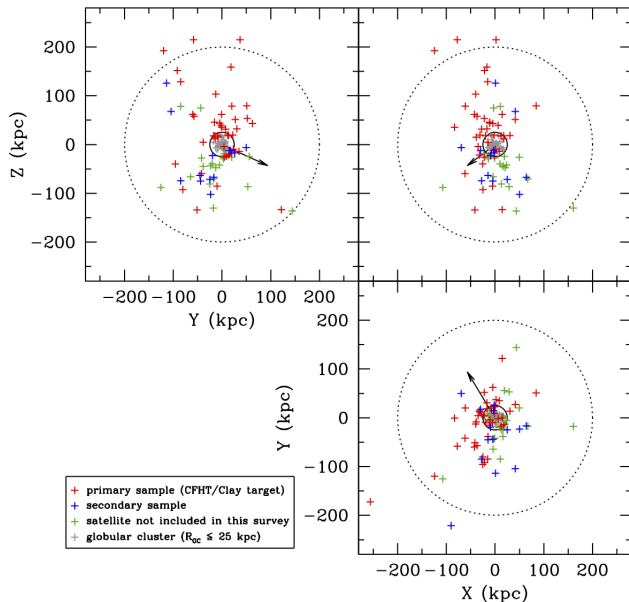 200
100
0
−100
−200
Z (kpc)
−200
−100
0
100
200
Y (kpc)
200
100
0
−100
−200
Y (kpc)
−200
−100
0
100
200
X (kpc)
primary sample (CFHT/Clay target)
secondary sample
satellite not included in this survey
globular cluster (R_GC ≦ 25 kpc)